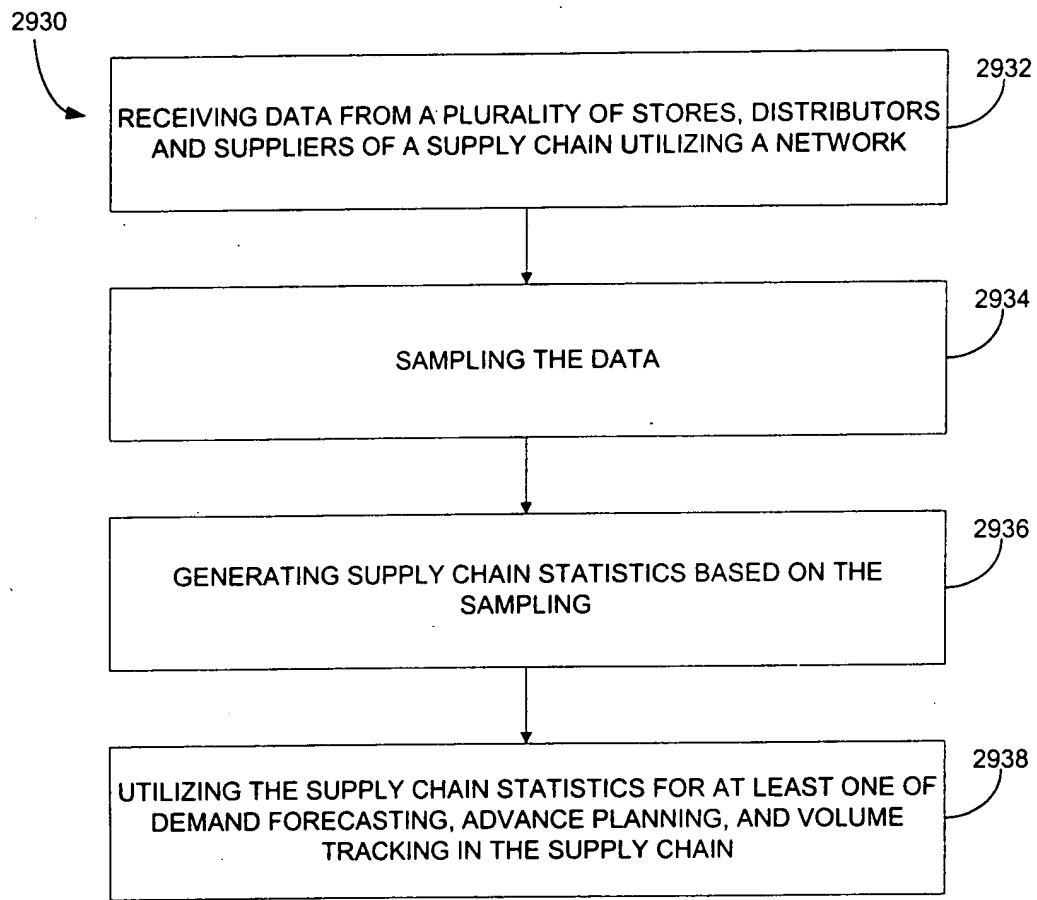 2930
2932
RECEIVING DATA FROM A PLURALITY OF STORES, DISTRIBUTORS
AND SUPPLIERS OF A SUPPLY CHAIN UTILIZING A NETWORK
2934
SAMPLING THE DATA
2936
GENERATING SUPPLY CHAIN STATISTICS BASED ON THE
SAMPLING
2938
UTILIZING THE SUPPLY CHAIN STATISTICS FOR AT LEAST ONE OF
DEMAND FORECASTING, ADVANCE PLANNING, AND VOLUME
TRACKING IN THE SUPPLY CHAIN